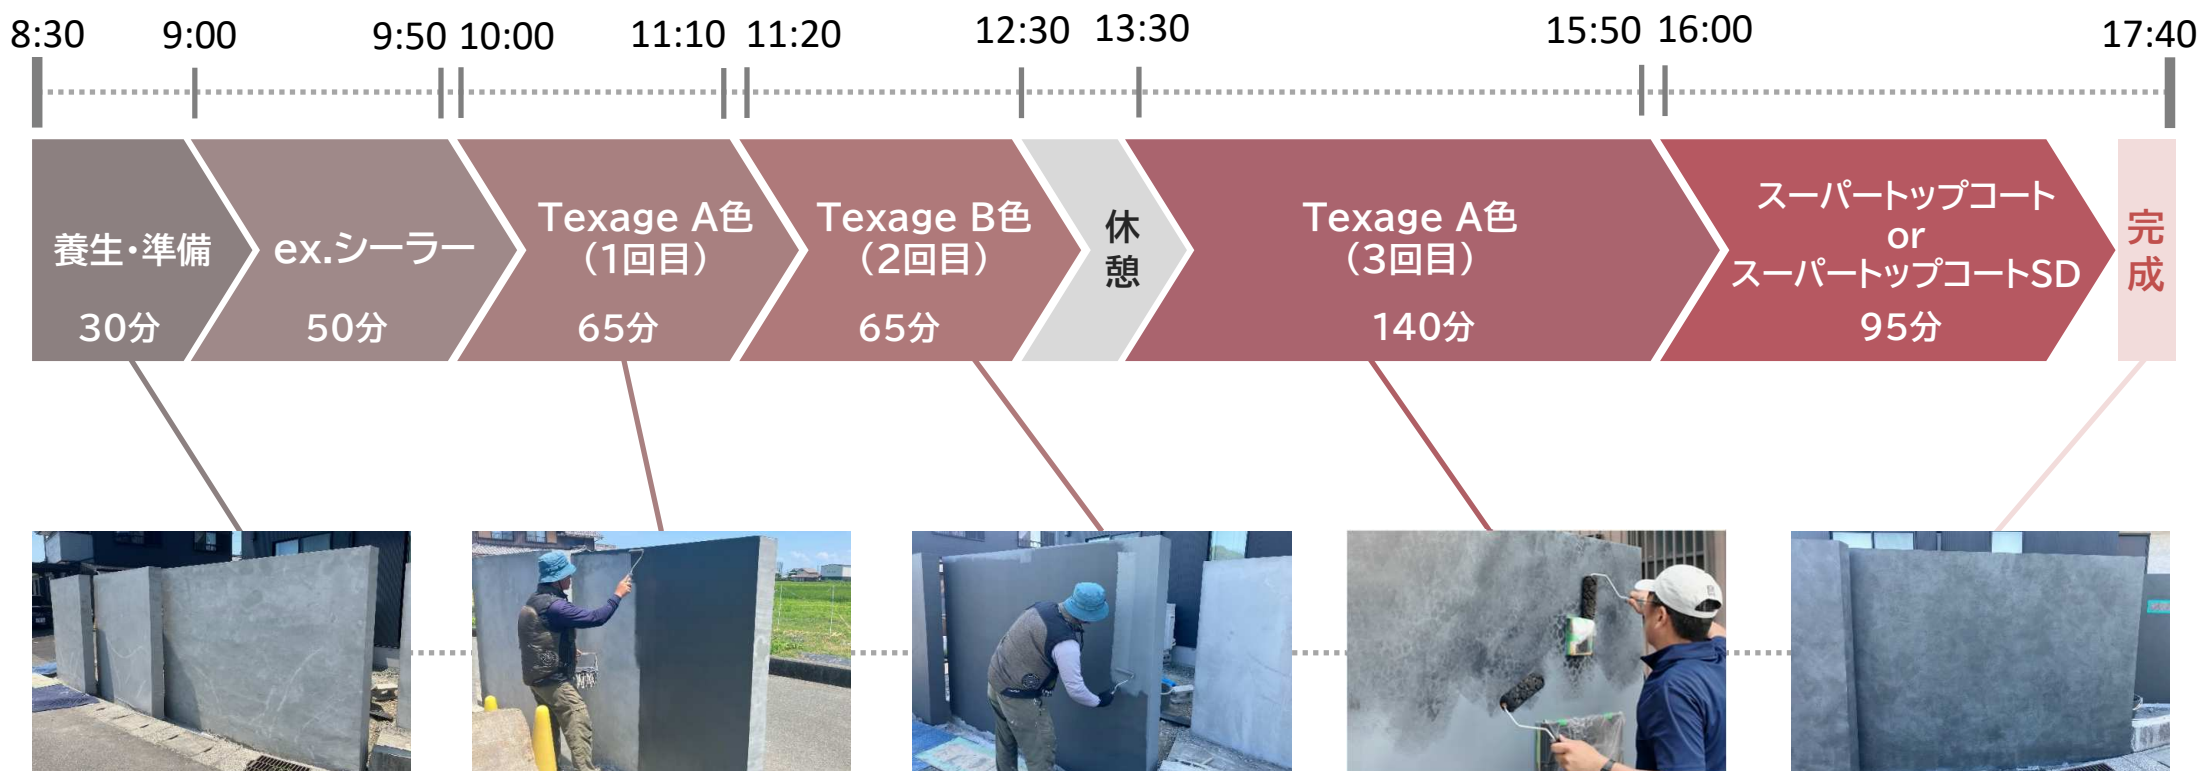 8:30 9:00 9:50 10:00 11:10 11:20 12:30 13:30 15:50 16:00 17:40
養生・準備
30分
ex.シーラー
50分
Texage A色
(1回目)
65分
Texage B色
(2回目)
65分
休
憩
Texage A色
(3回目)
140分
スーパートップコート
or
スーパートップコートSD
95分
完
成